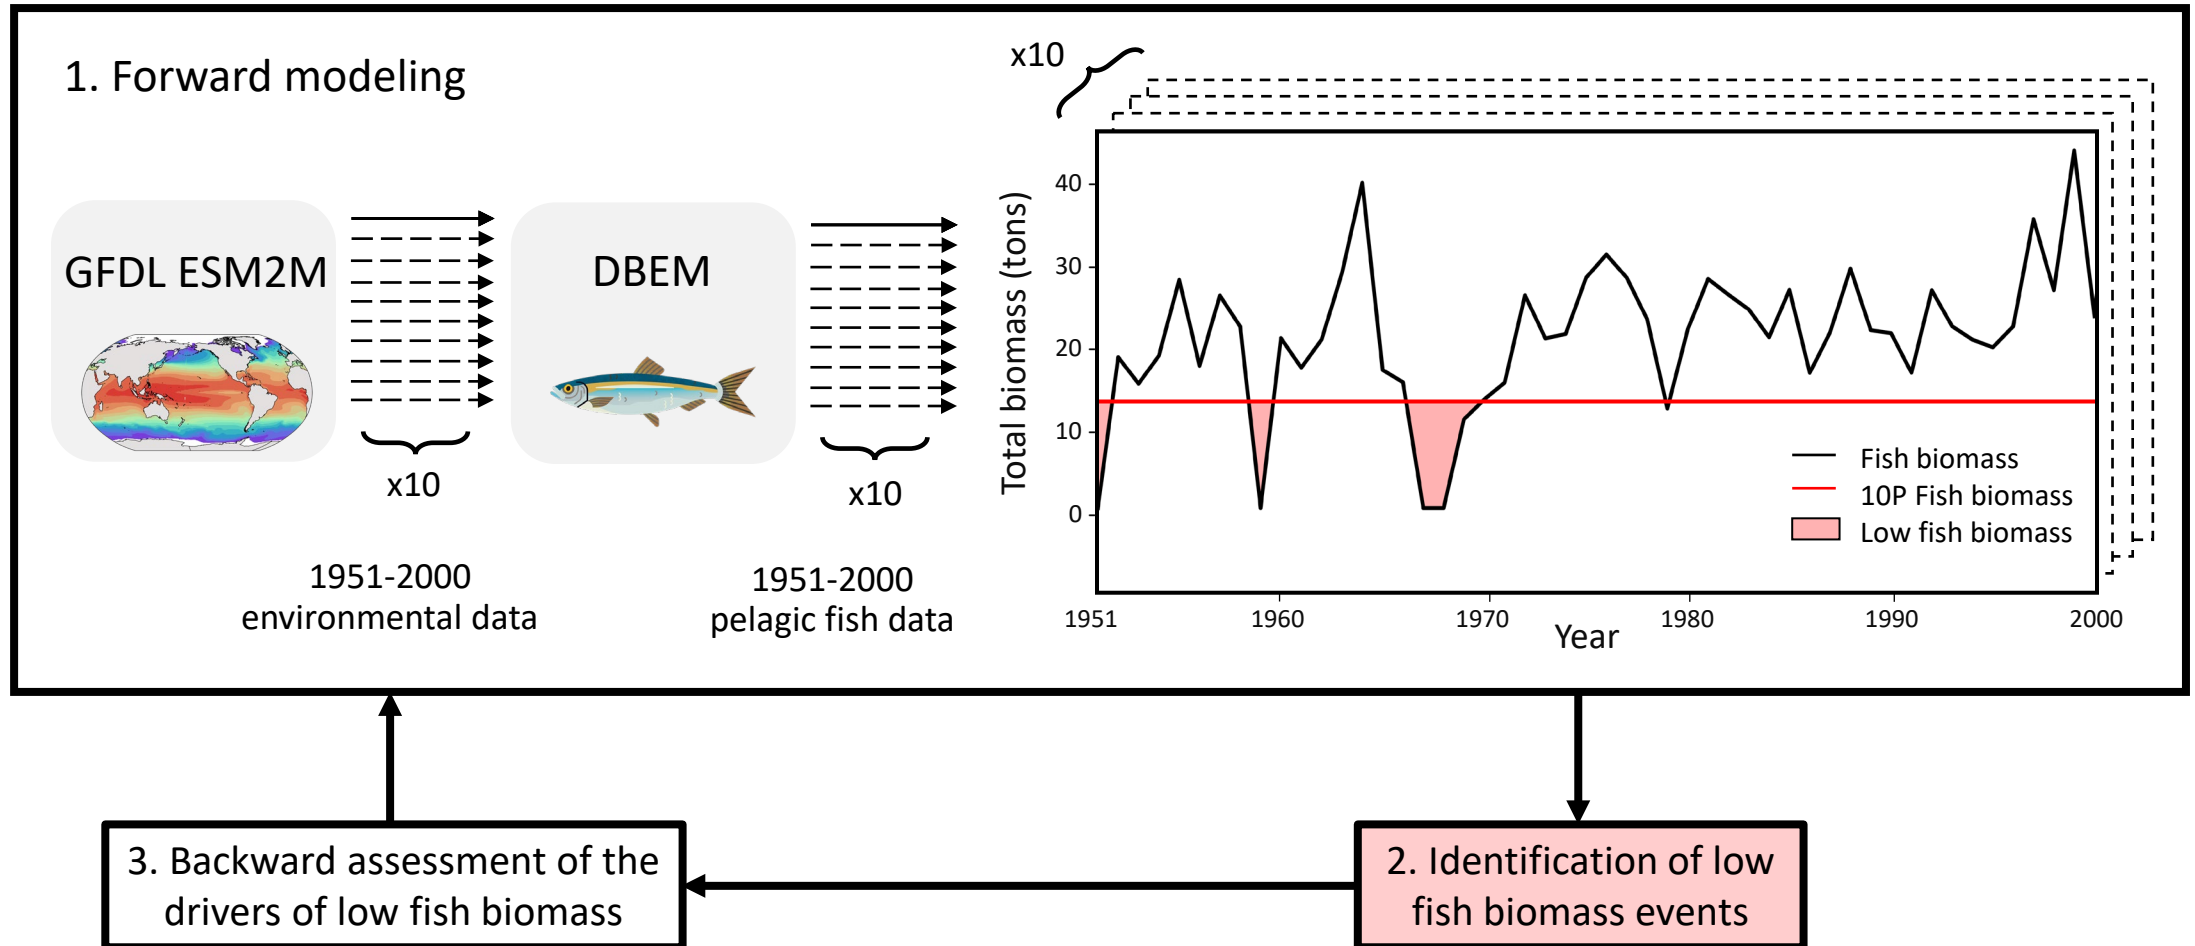 1. Forward modeling
GFDL ESM2M
x10
1951-2000
environmental data
DBEM
x10
1951-2000
pelagic fish data
x10
Total biomass (tons)
40
30
20
10
0
Fish biomass
10P Fish biomass
Low fish biomass
1951
1960
1970
1980
1990
2000
Year
2. Identification of low
fish biomass events
3. Backward assessment of the
drivers of low fish biomass